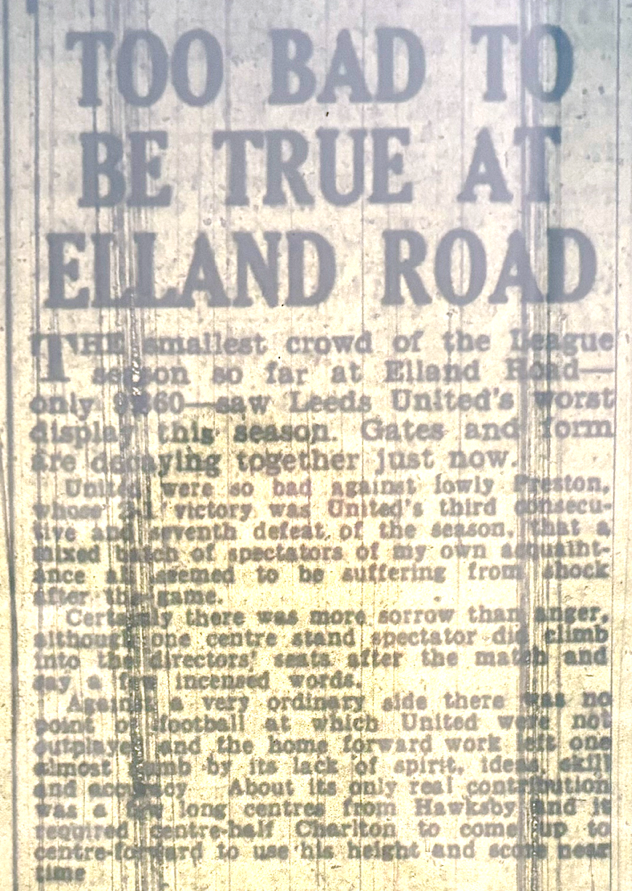 TOO BAD TO
BE TRUE AT
ELLAND ROAD
THE smallest crowd of the League
season so far at Elland Road—
only saw Leeds United's worst
display this season. Gates and form
are decaying together just now.
United were so bad against lowly Preston,
whose victory was United's third consecu-
tive and seventh defeat of the season, that a
mixed batch of spectators of my own acquaint-
ance all seemed to be suffering from shock
after the game.
Certainly there was more sorrow than anger,
although one centre stand spectator did climb
into the directors' seats after the match and
say a few incensed words.
Against a very ordinary side there was no
point of football at which United were not
outplayed and the home forward work left one
almost numb by its lack of spirit, ideas skill
and accuracy About its only real contribution
was a few long centres from Hawksby and it
required centre-half Charlton to come up to
centre-forward to use his height and score near
time